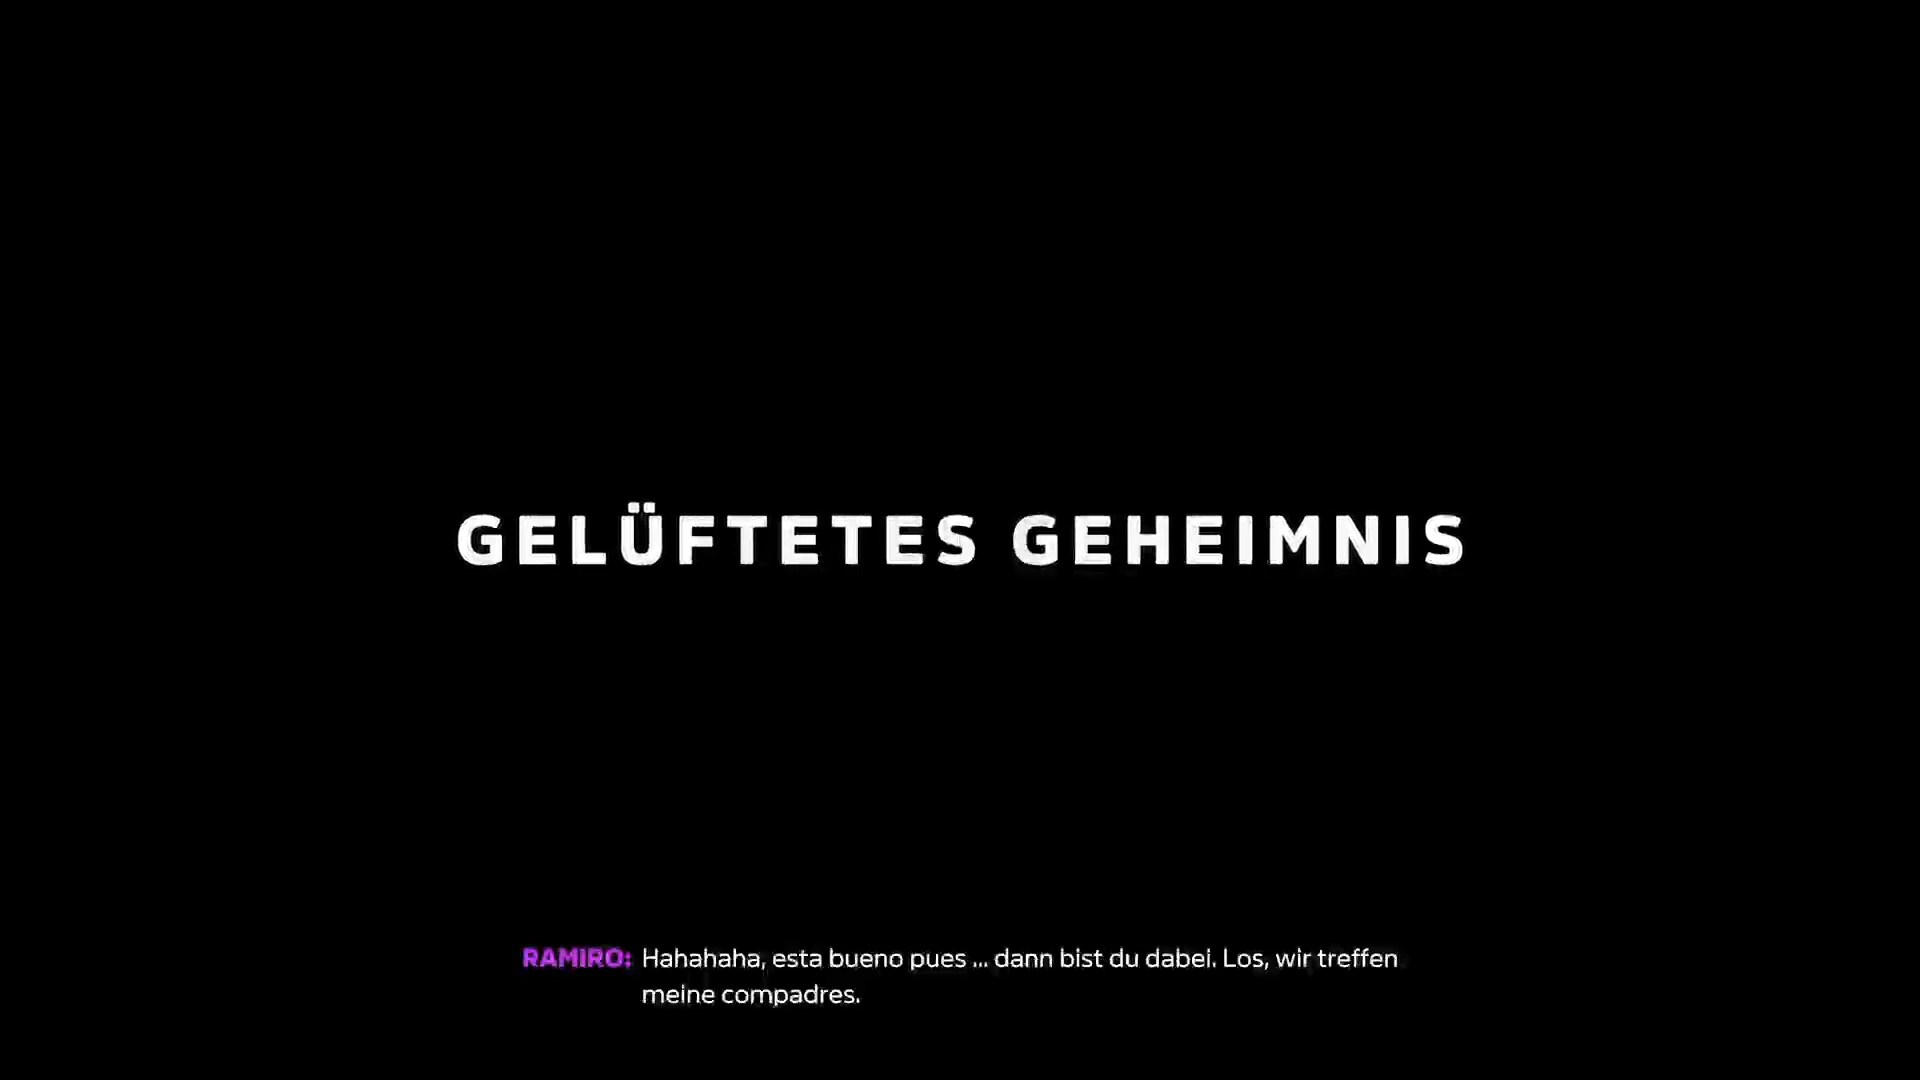 GELÜFTETES GEHEIMNIS
RAMIRO: Hahahaha, esta bueno pues ... dann bist du dabei. Los, wir treffen
meine compadres.